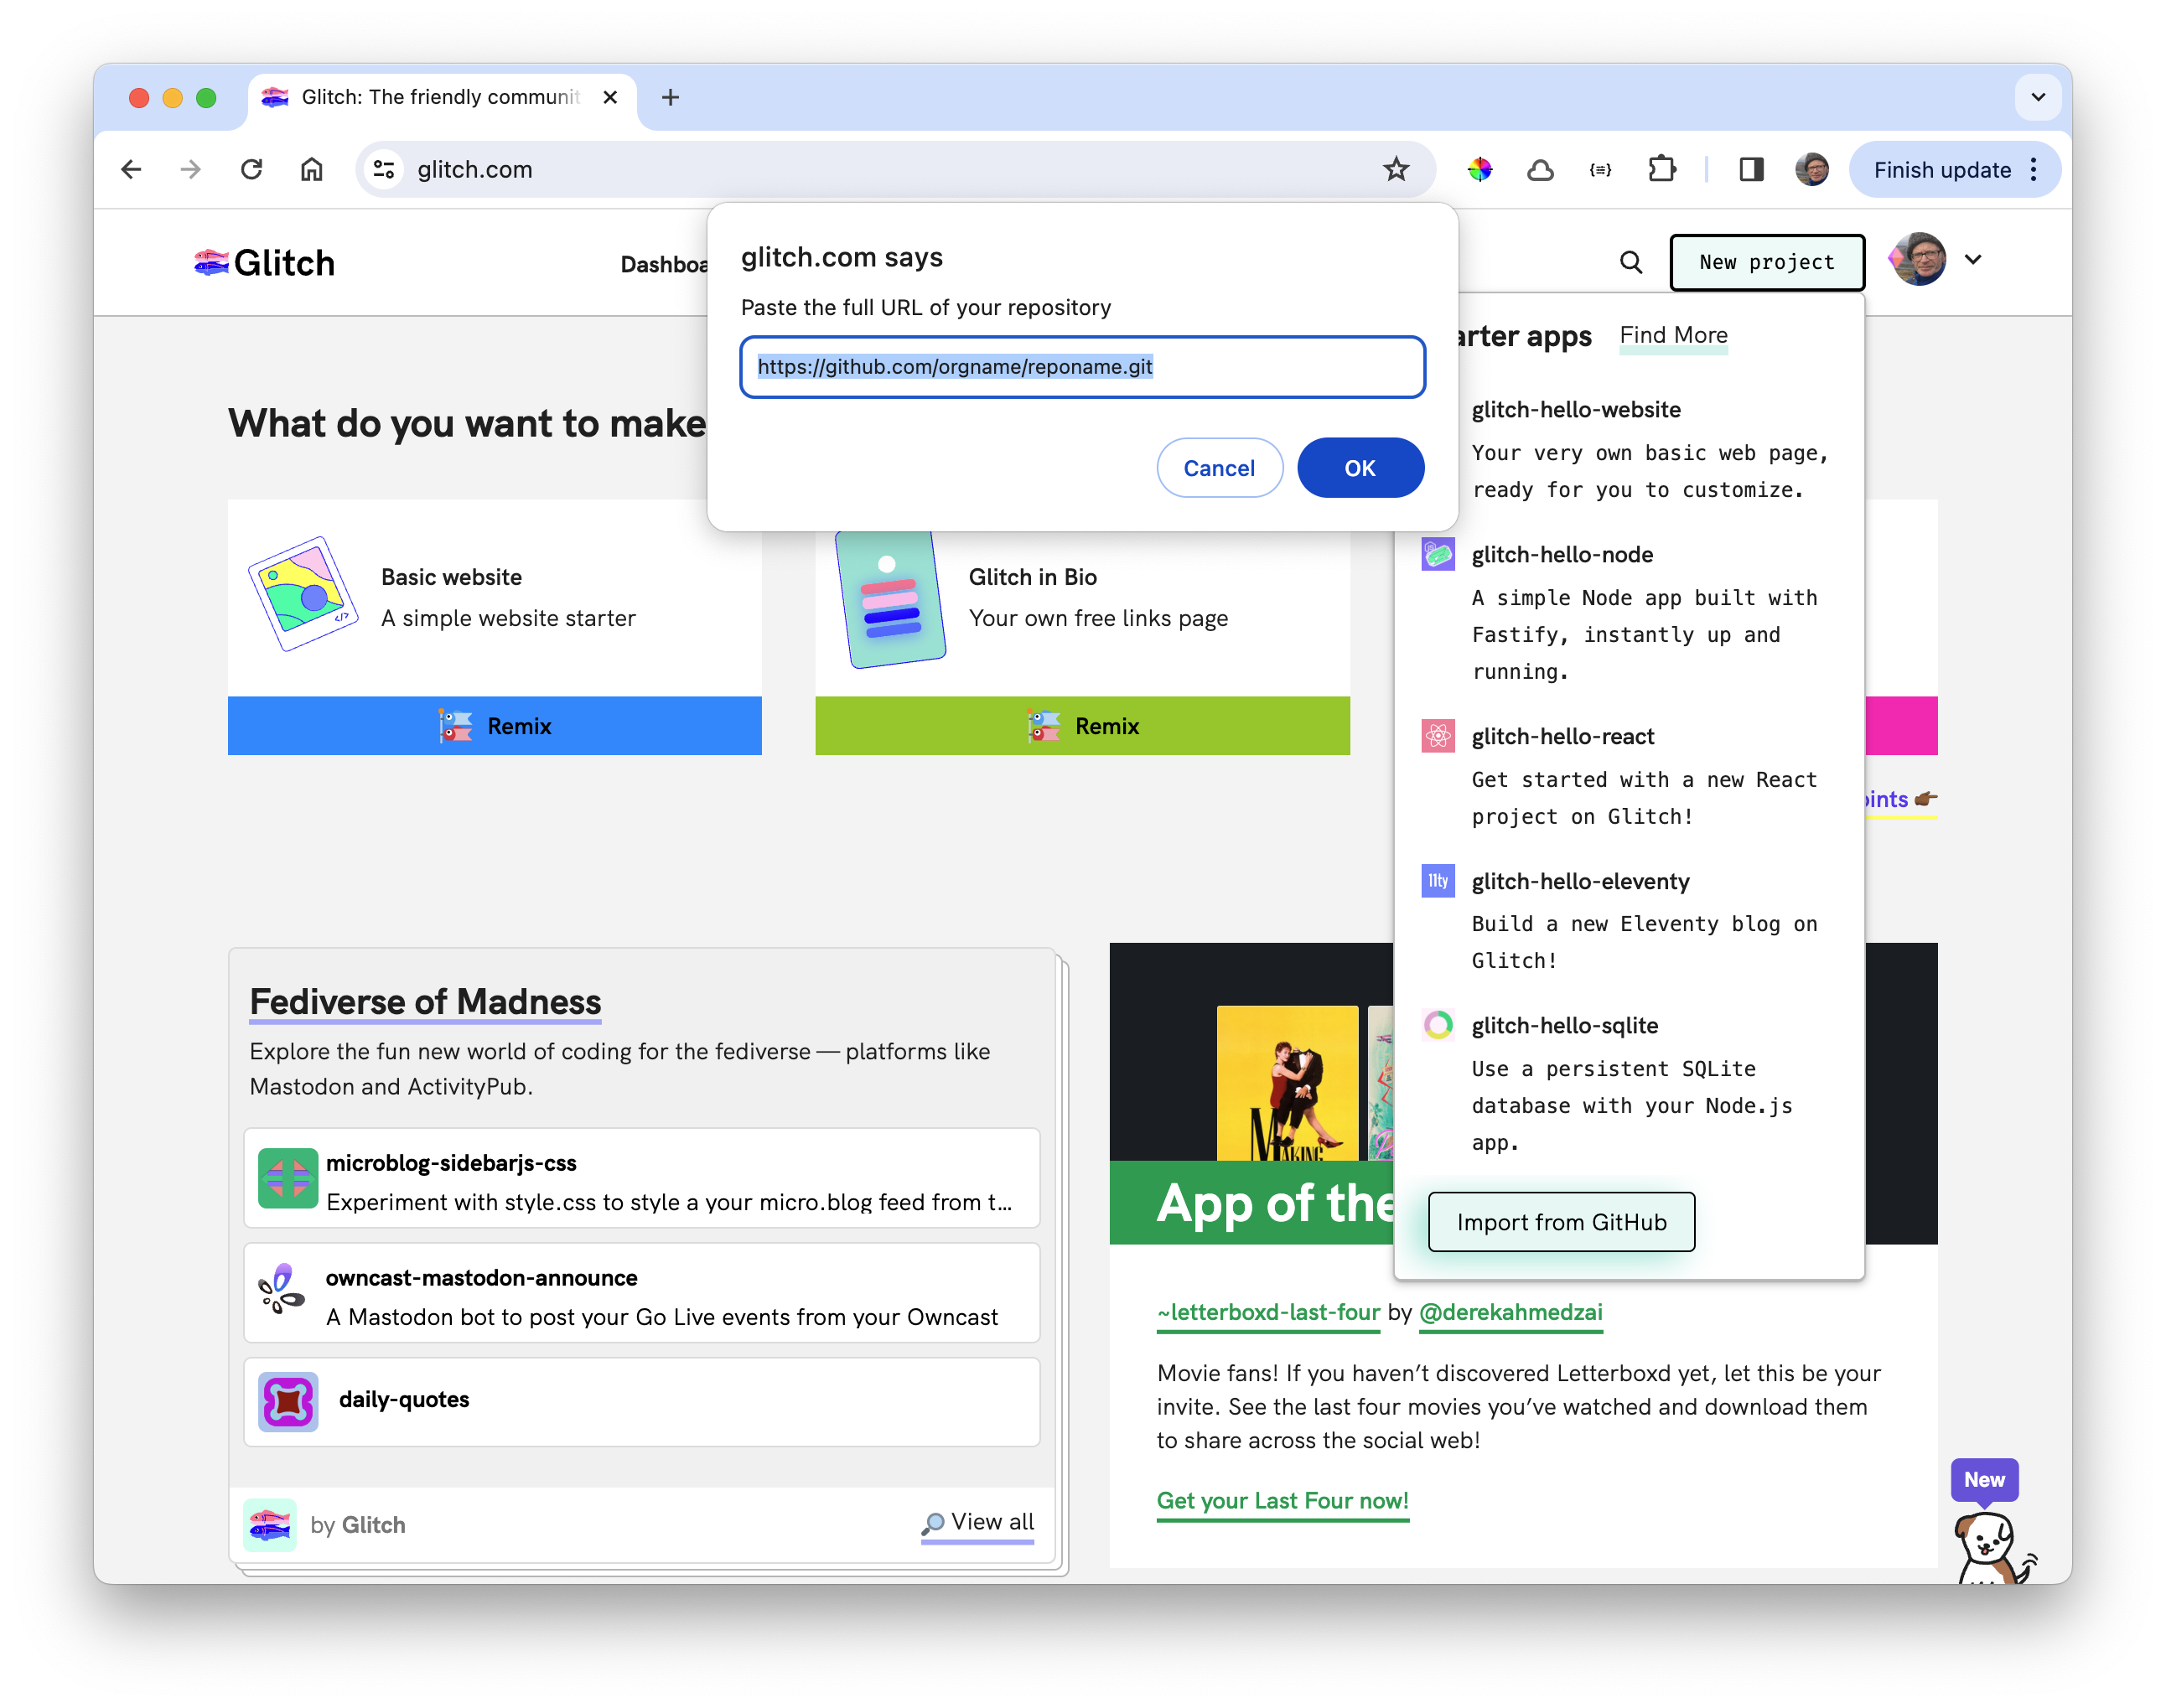 Glitch: The friendly communit
glitch.com
Finish update
Glitch
Dashboa
New project
glitch.com says
Paste the full URL of your repository
https://github.com/orgname/reponame.git
Cancel
OK
arter apps
Find More
glitch-hello-website
Your very own basic web page,
ready for you to customize.
glitch-hello-node
A simple Node app built with
Fastify, instantly up and
running.
glitch-hello-react
Get started with a new React
project on Glitch!
11ty
glitch-hello-eleventy
Build a new Eleventy blog on
Glitch!
glitch-hello-sqlite
Use a persistent SQLite
database with your Node.js
app.
Import from GitHub
What do you want to make
Basic website
A simple website starter
Remix
Glitch in Bio
Your own free links page
Remix
oints
Fediverse of Madness
Explore the fun new world of coding for the fediverse — platforms like
Mastodon and ActivityPub.
microblog-sidebarjs-css
Experiment with style.css to style a your micro.blog feed from t...
owncast-mastodon-announce
A Mastodon bot to post your Go Live events from your Owncast
daily-quotes
by Glitch
View all
MAKING
App of the
~letterboxd-last-four by @derekahmedzai
Movie fans! If you haven’t discovered Letterboxd yet, let this be your
invite. See the last four movies you’ve watched and download them
to share across the social web!
Get your Last Four now!
New